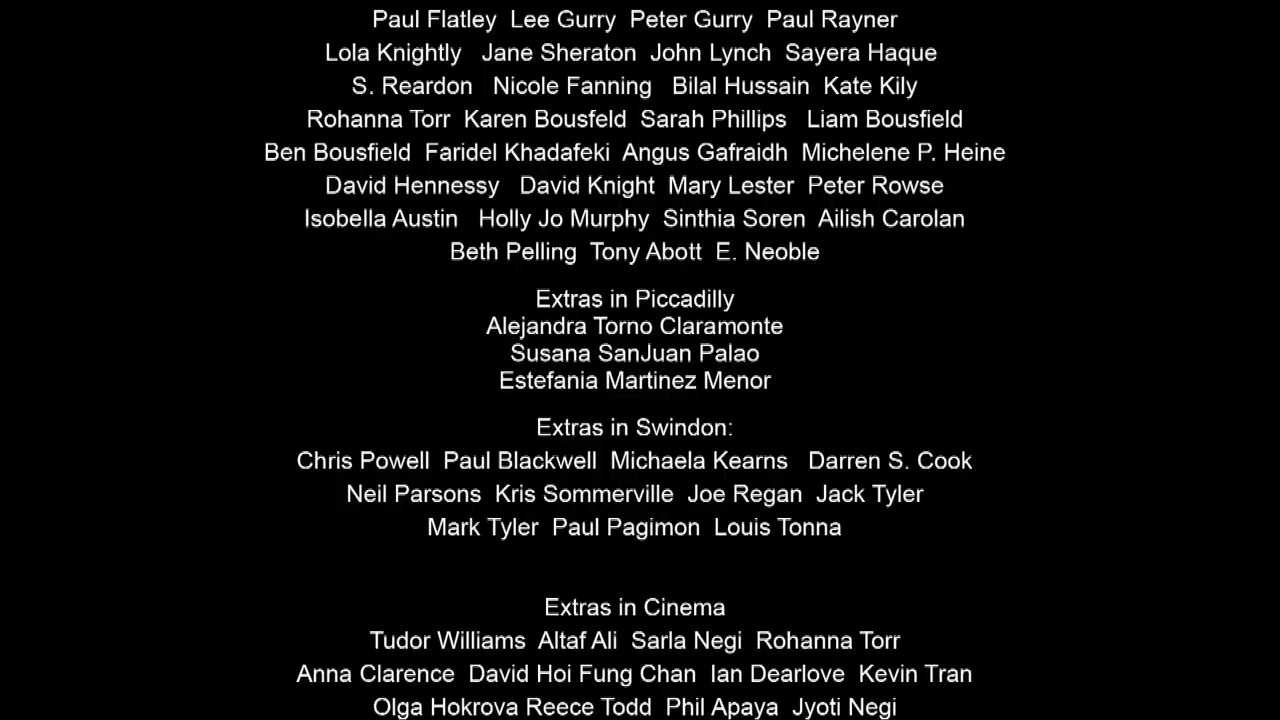 Paul Flatley Lee Gurry Peter Gurry Paul Rayner
Lola Knightly Jane Sheraton John Lynch Sayera Haque
S. Reardon Nicole Fanning Bilal Hussain Kate Kily
Rohanna Torr Karen Bousfeld Sarah Phillips Liam Bousfield
Ben Bousfield Faridel Khadafeki Angus Gafraidh Michelene P. Heine
David Hennessy David Knight Mary Lester Peter Rowse
Isobella Austin Holly Jo Murphy Sinthia Soren Ailish Carolan
Beth Pelling Tony Abott E. Neoble
Extras in Piccadilly
Alejandra Torno Claramonte
Susana SanJuan Palao
Estefania Martinez Menor
Extras in Swindon:
Chris Powell Paul Blackwell Michaela Kearns Darren S. Cook
Neil Parsons Kris Sommerville Joe Regan Jack Tyler
Mark Tyler Paul Pagimon Louis Tonna
Extras in Cinema
Tudor Williams Altaf Ali Sarla Negi Rohanna Torr
Anna Clarence David Hoi Fung Chan Ian Dearlove Kevin Tran
Olga Hokrova Reece Todd Phil Apaya Jyoti Negi